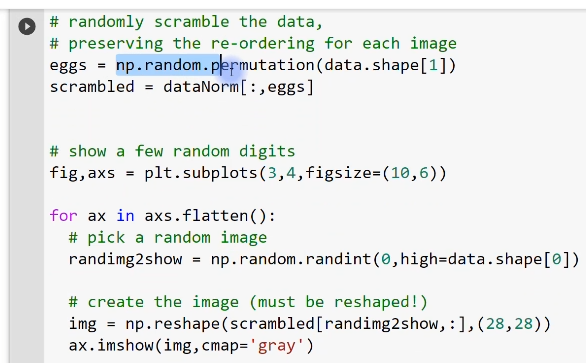 # randomly scramble the data,
# preserving the re-ordering for each image
eggs = np.random.permutation(data.shape[1])
scrambled = dataNorm[:,eggs]
# show a few random digits
fig,axs = plt.subplots(3,4,figsize=(10,6))
for ax in axs.flatten():
# pick a random image
randimg2show = np.random.randint(0,high=data.shape[0])
# create the image (must be reshaped!)
img = np.reshape(scrambled[randimg2show,:],(28,28))
ax.imshow(img,cmap='gray')